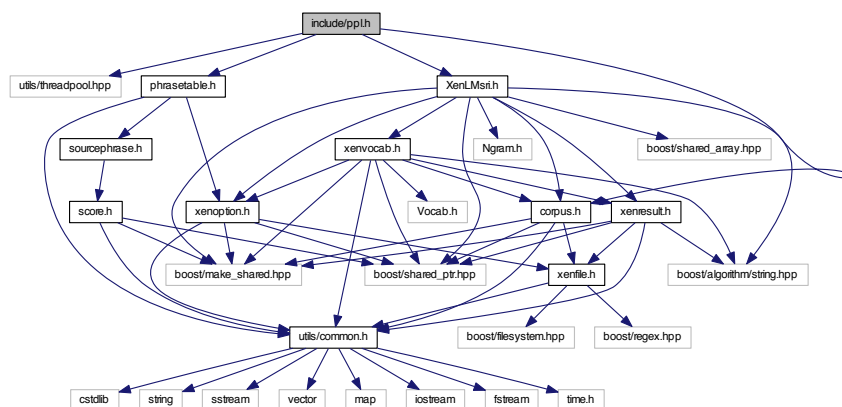 include/ppl.h
utils/threadpool.hpp
phrasetable.h
XenLMsri.h
sourcephrase.h
xenvocab.h
Ngram.h
boost/shared_array.hpp
score.h
xenoption.h
Vocab.h
corpus.h
xenresult.h
boost/make_shared.hpp
boost/shared_ptr.hpp
xenfile.h
boost/algorithm/string.hpp
utils/common.h
boost/filesystem.hpp
boost/regex.hpp
cstdlib
string
sstream
vector
map
iostream
fstream
time.h